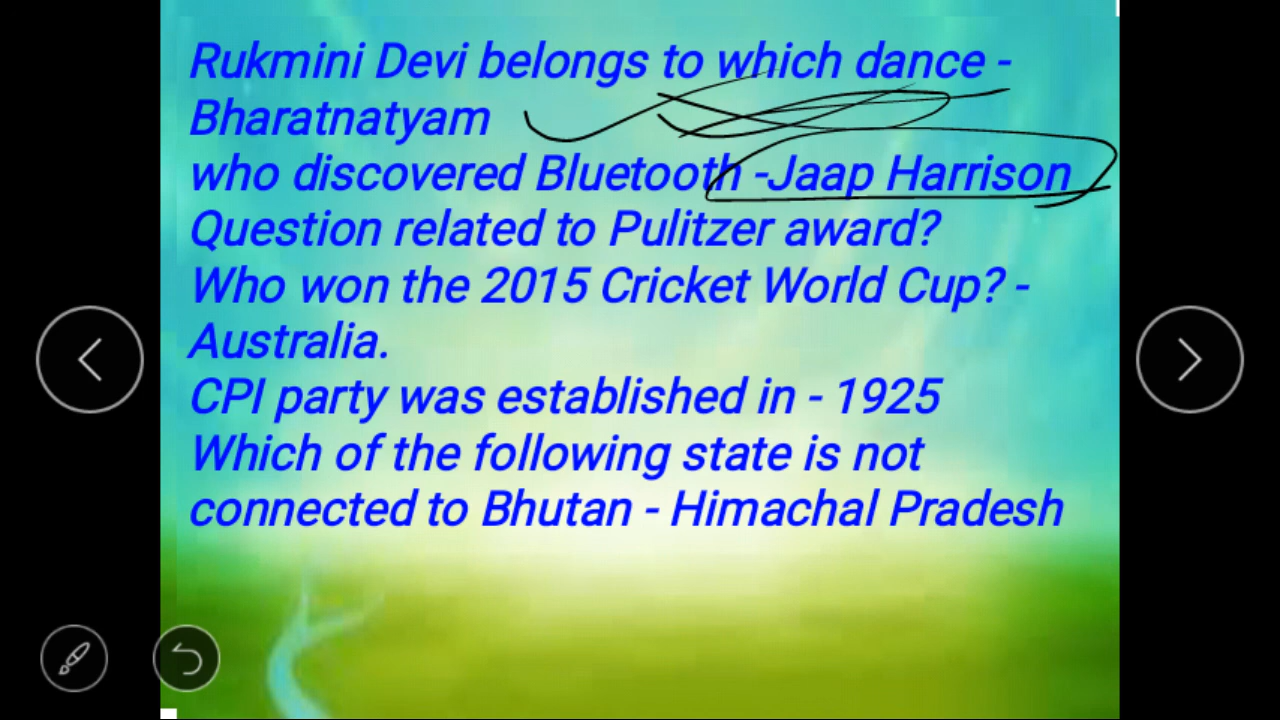 Rukmini Devi belongs to which dance -
Bharatnatyam
who discovered Bluetooth -Jaap Harrison
Question related to Pulitzer award?
Who won the 2015 Cricket World Cup? -
Australia.
CPI party was established in - 1925
Which of the following state is not
connected to Bhutan - Himachal Pradesh